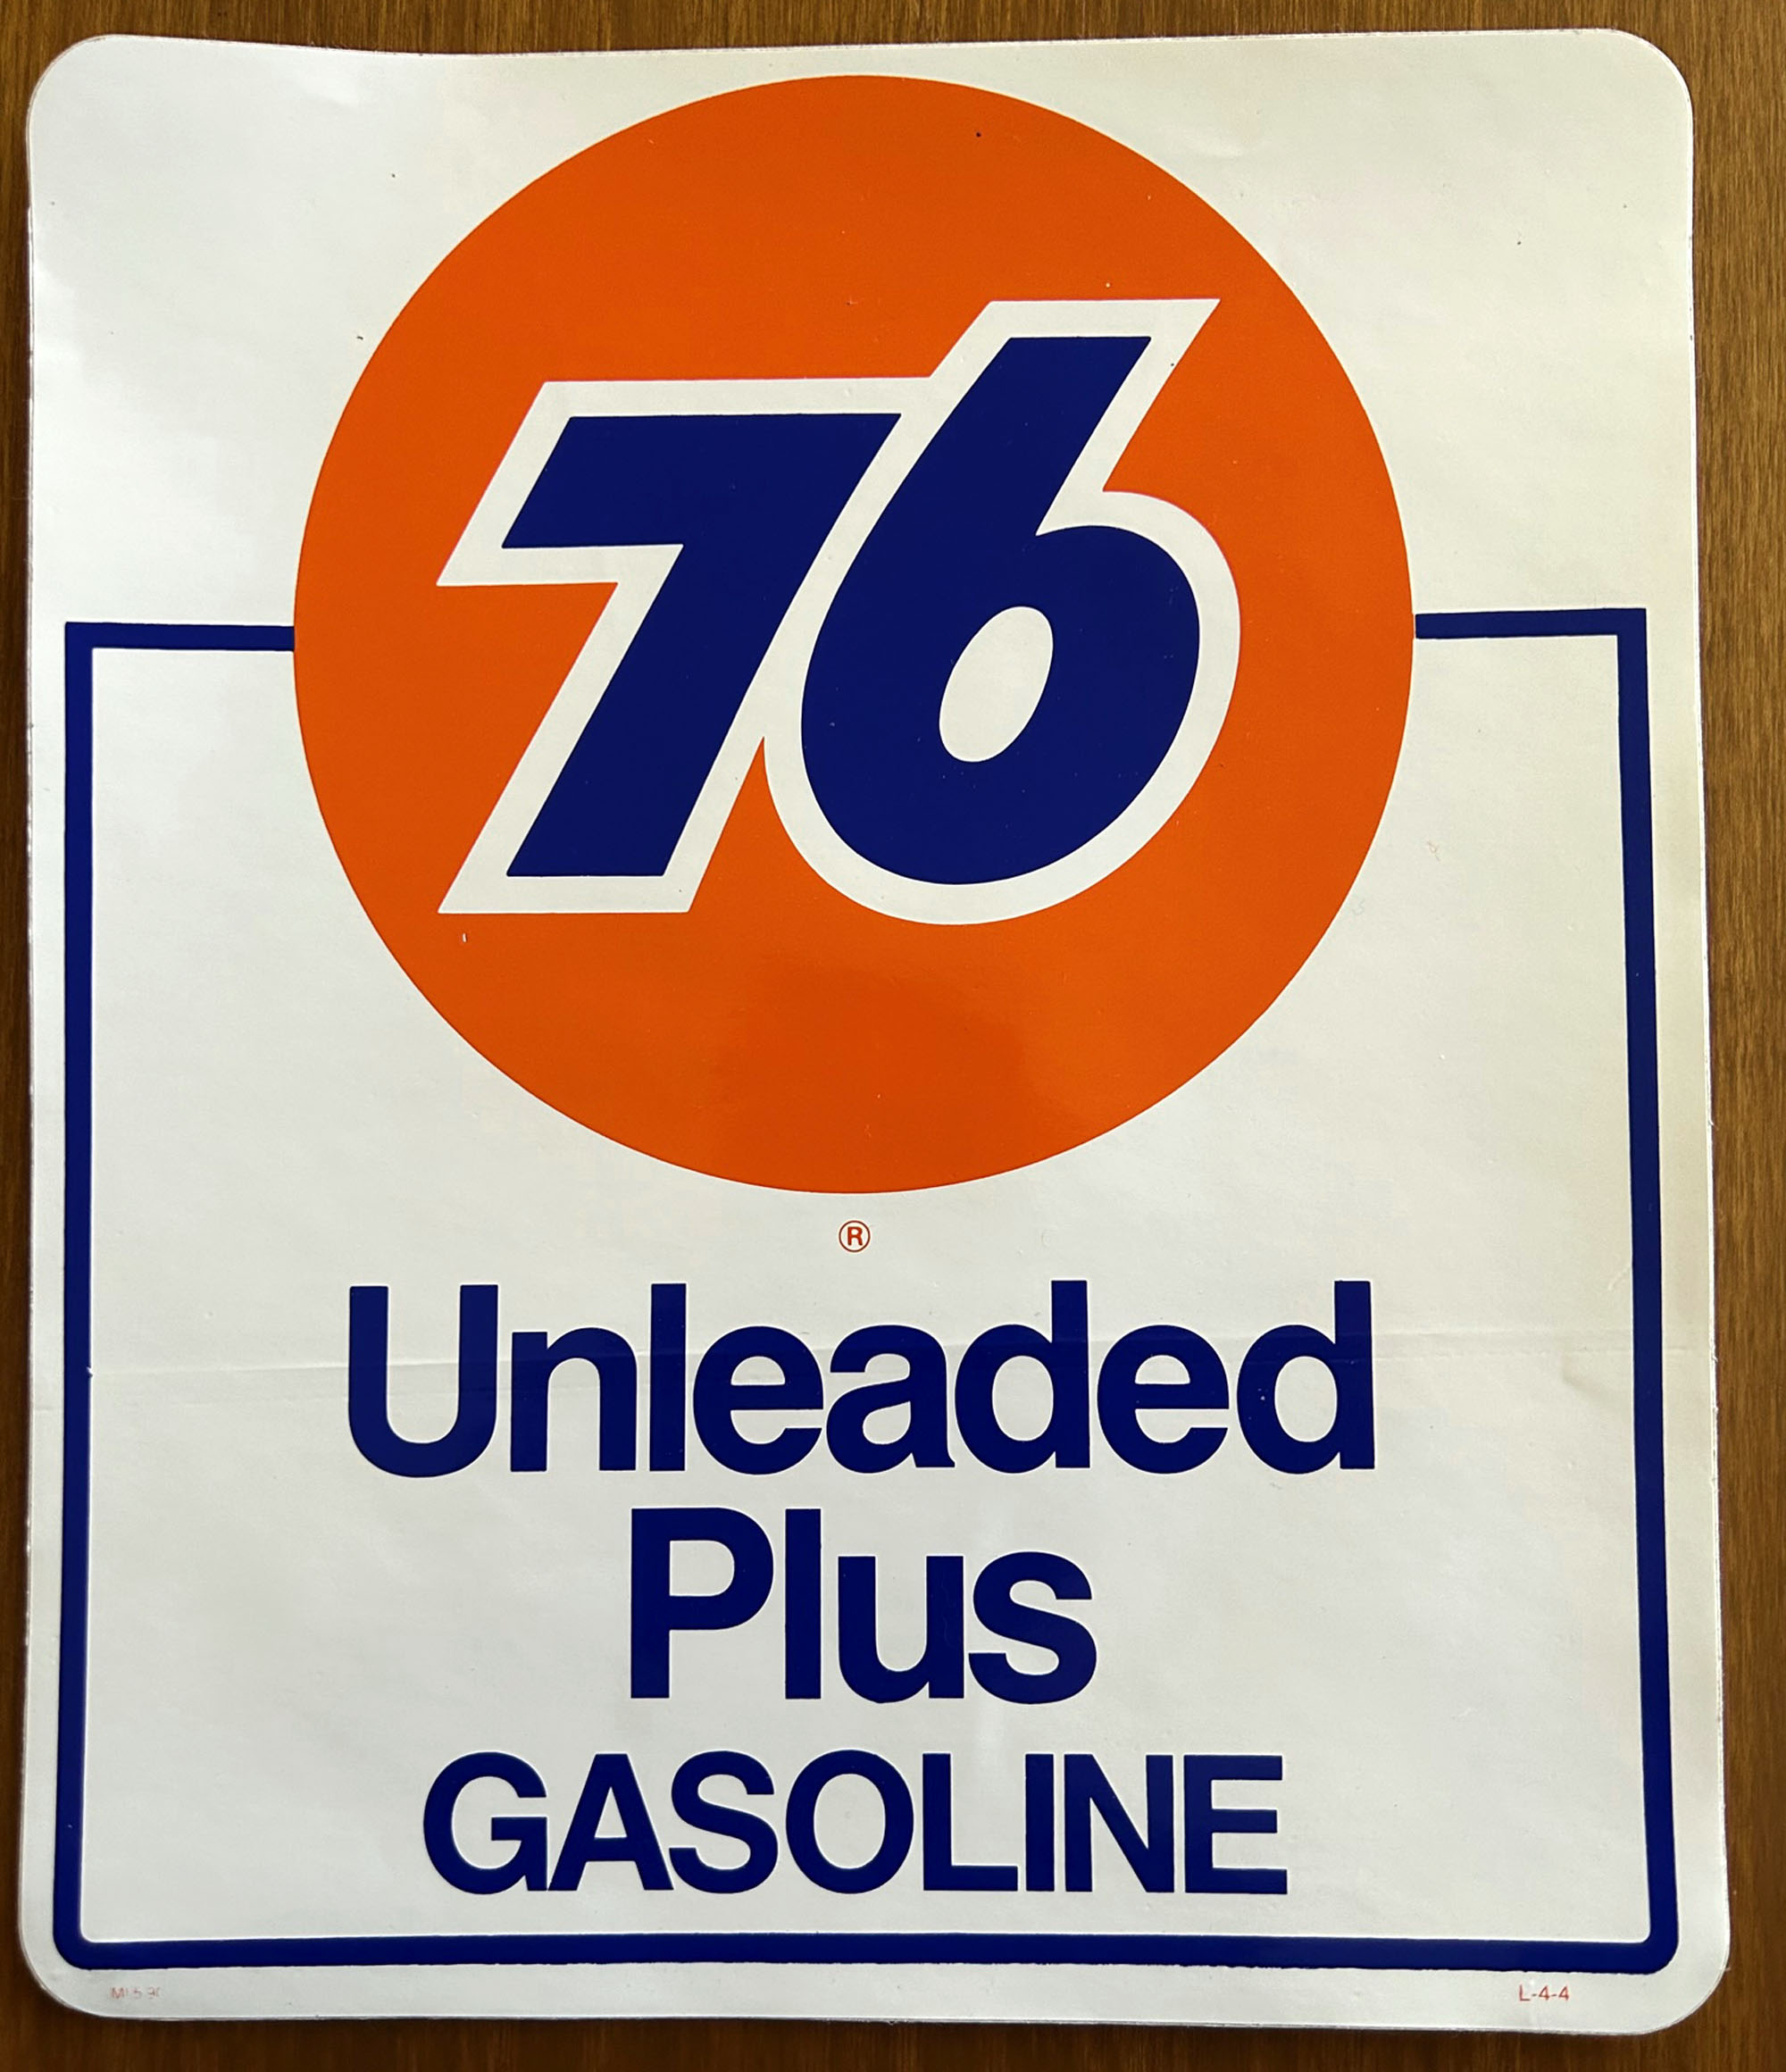 76
®
Unleaded
Plus
GASOLINE
L-4-4